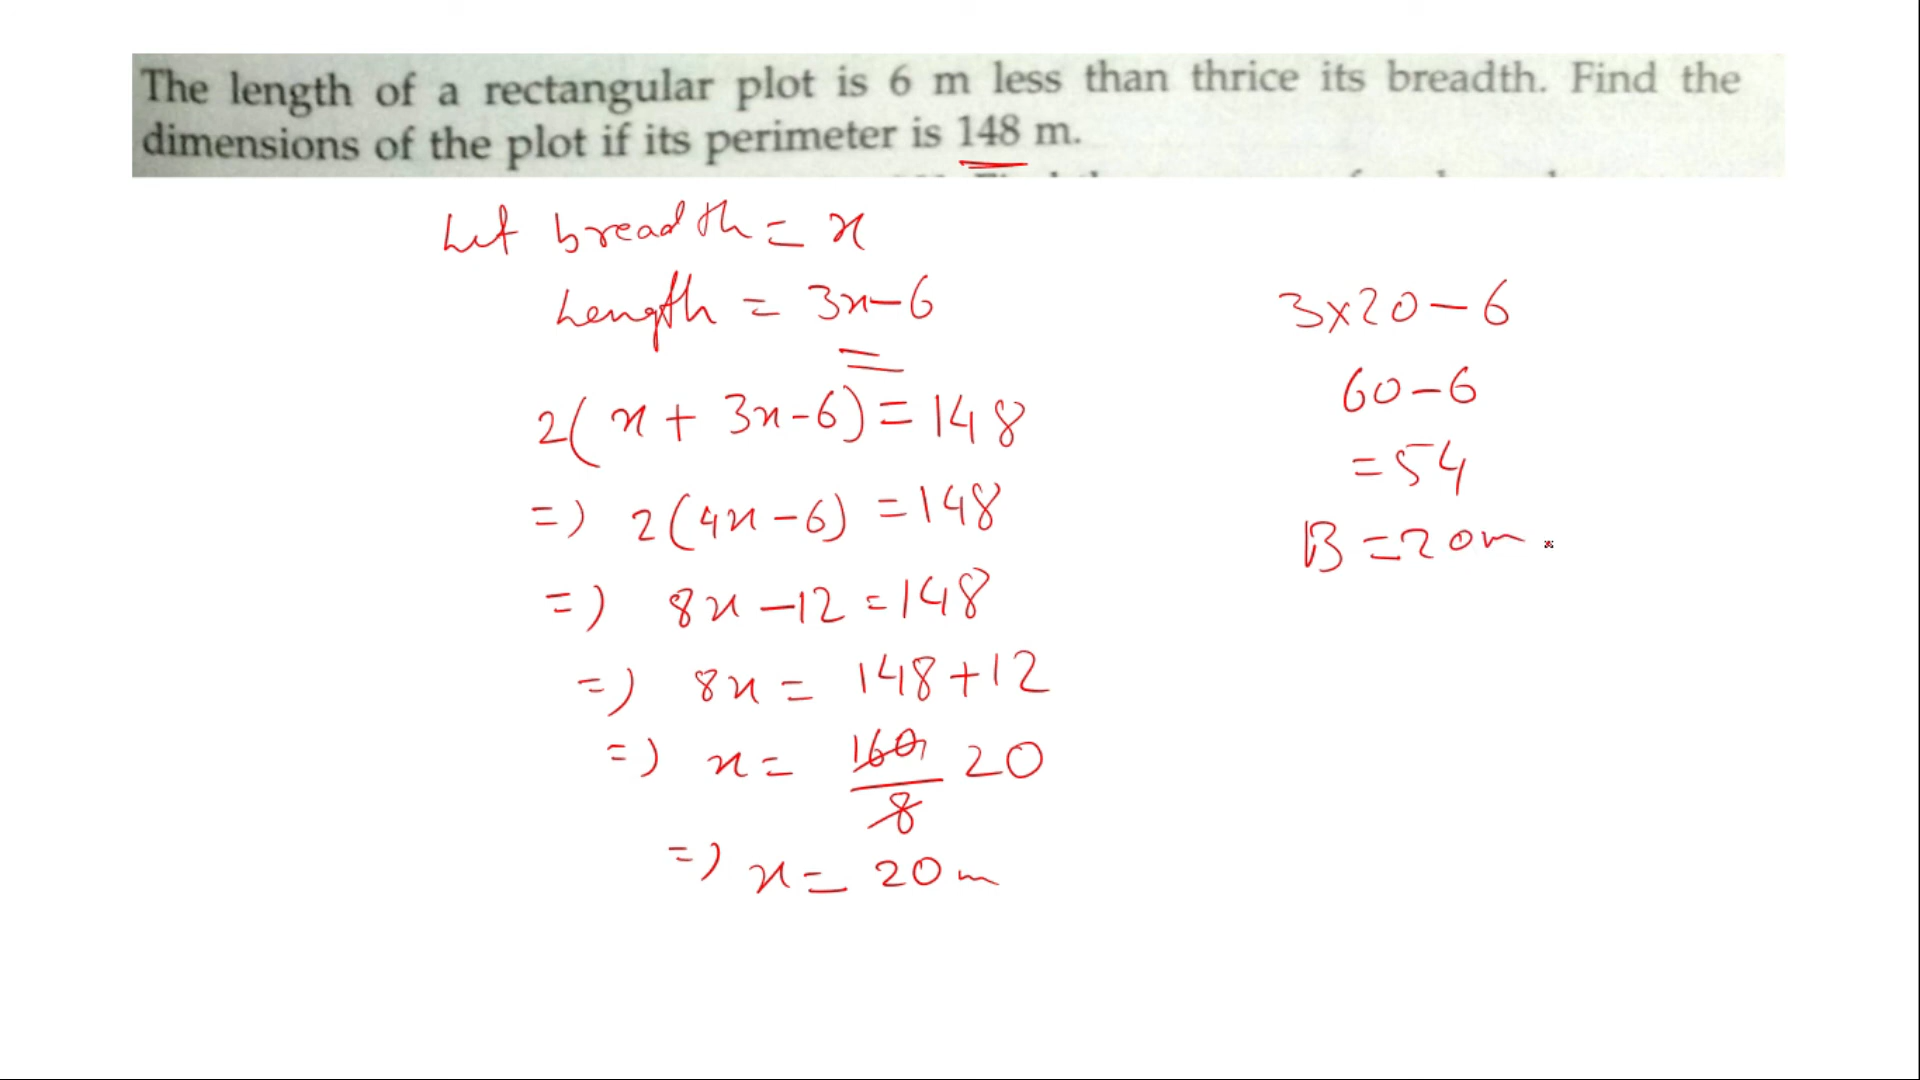 The length of a rectangular plot is 6 m less than thrice its breadth. Find the
dimensions of the plot if its perimeter is 148 m.
Let breadth = x
Length = 3x-6
2(x + 3x-6) = 148
=) 2(4x-6) = 148
=) 8x-12 = 148
=) 8x = 148+12
=) x = 160/8 20
=) x = 20m
3x20-6
60-6
=54
B = 20m